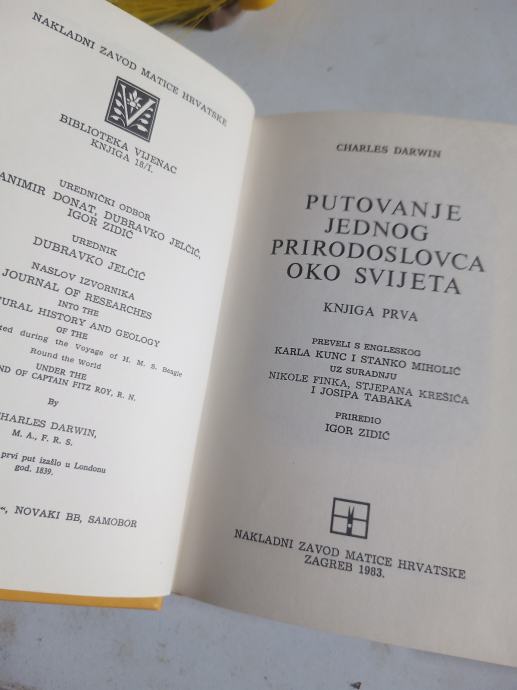 NAKLADNI ZAVOD MATICE HRVATSKE
V
BIBLIOTEKA VIJENAC
KNJIGA 18/I.
UREDNIČKI ODBOR
ANIMIR DONAT, DUBRAVKO JELČIĆ,
IGOR ZIDIĆ
UREDNIK
DUBRAVKO JELČIĆ
NASLOV IZVORNIKA
JOURNAL OF RESEARCHES
INTO THE
URAL HISTORY AND GEOLOGY
OF THE
ted during the Voyage of H. M. S. Beagle
Round the World
UNDER THE
ND OF CAPTAIN FITZ ROY, R. N.
By
CHARLES DARWIN,
M. A., F. R. S.
prvi put izašlo u Londonu
god. 1839.
“, NOVAKI BB, SAMOBOR
CHARLES DARWIN
PUTOVANJE
JEDNOG
PRIRODOSLOVCA
OKO SVIJETA
KNJIGA PRVA
PREVELI S ENGLESKOG
KARLA KUNC I STANKO MIHOLIĆ
UZ SURADNJU
NIKOLE FINKA, STJEPANA KREŠIĆA
I JOSIPA TABAKA
PRIREDIO
IGOR ZIDIĆ
NAKLADNI ZAVOD MATICE HRVATSKE
ZAGREB 1983.